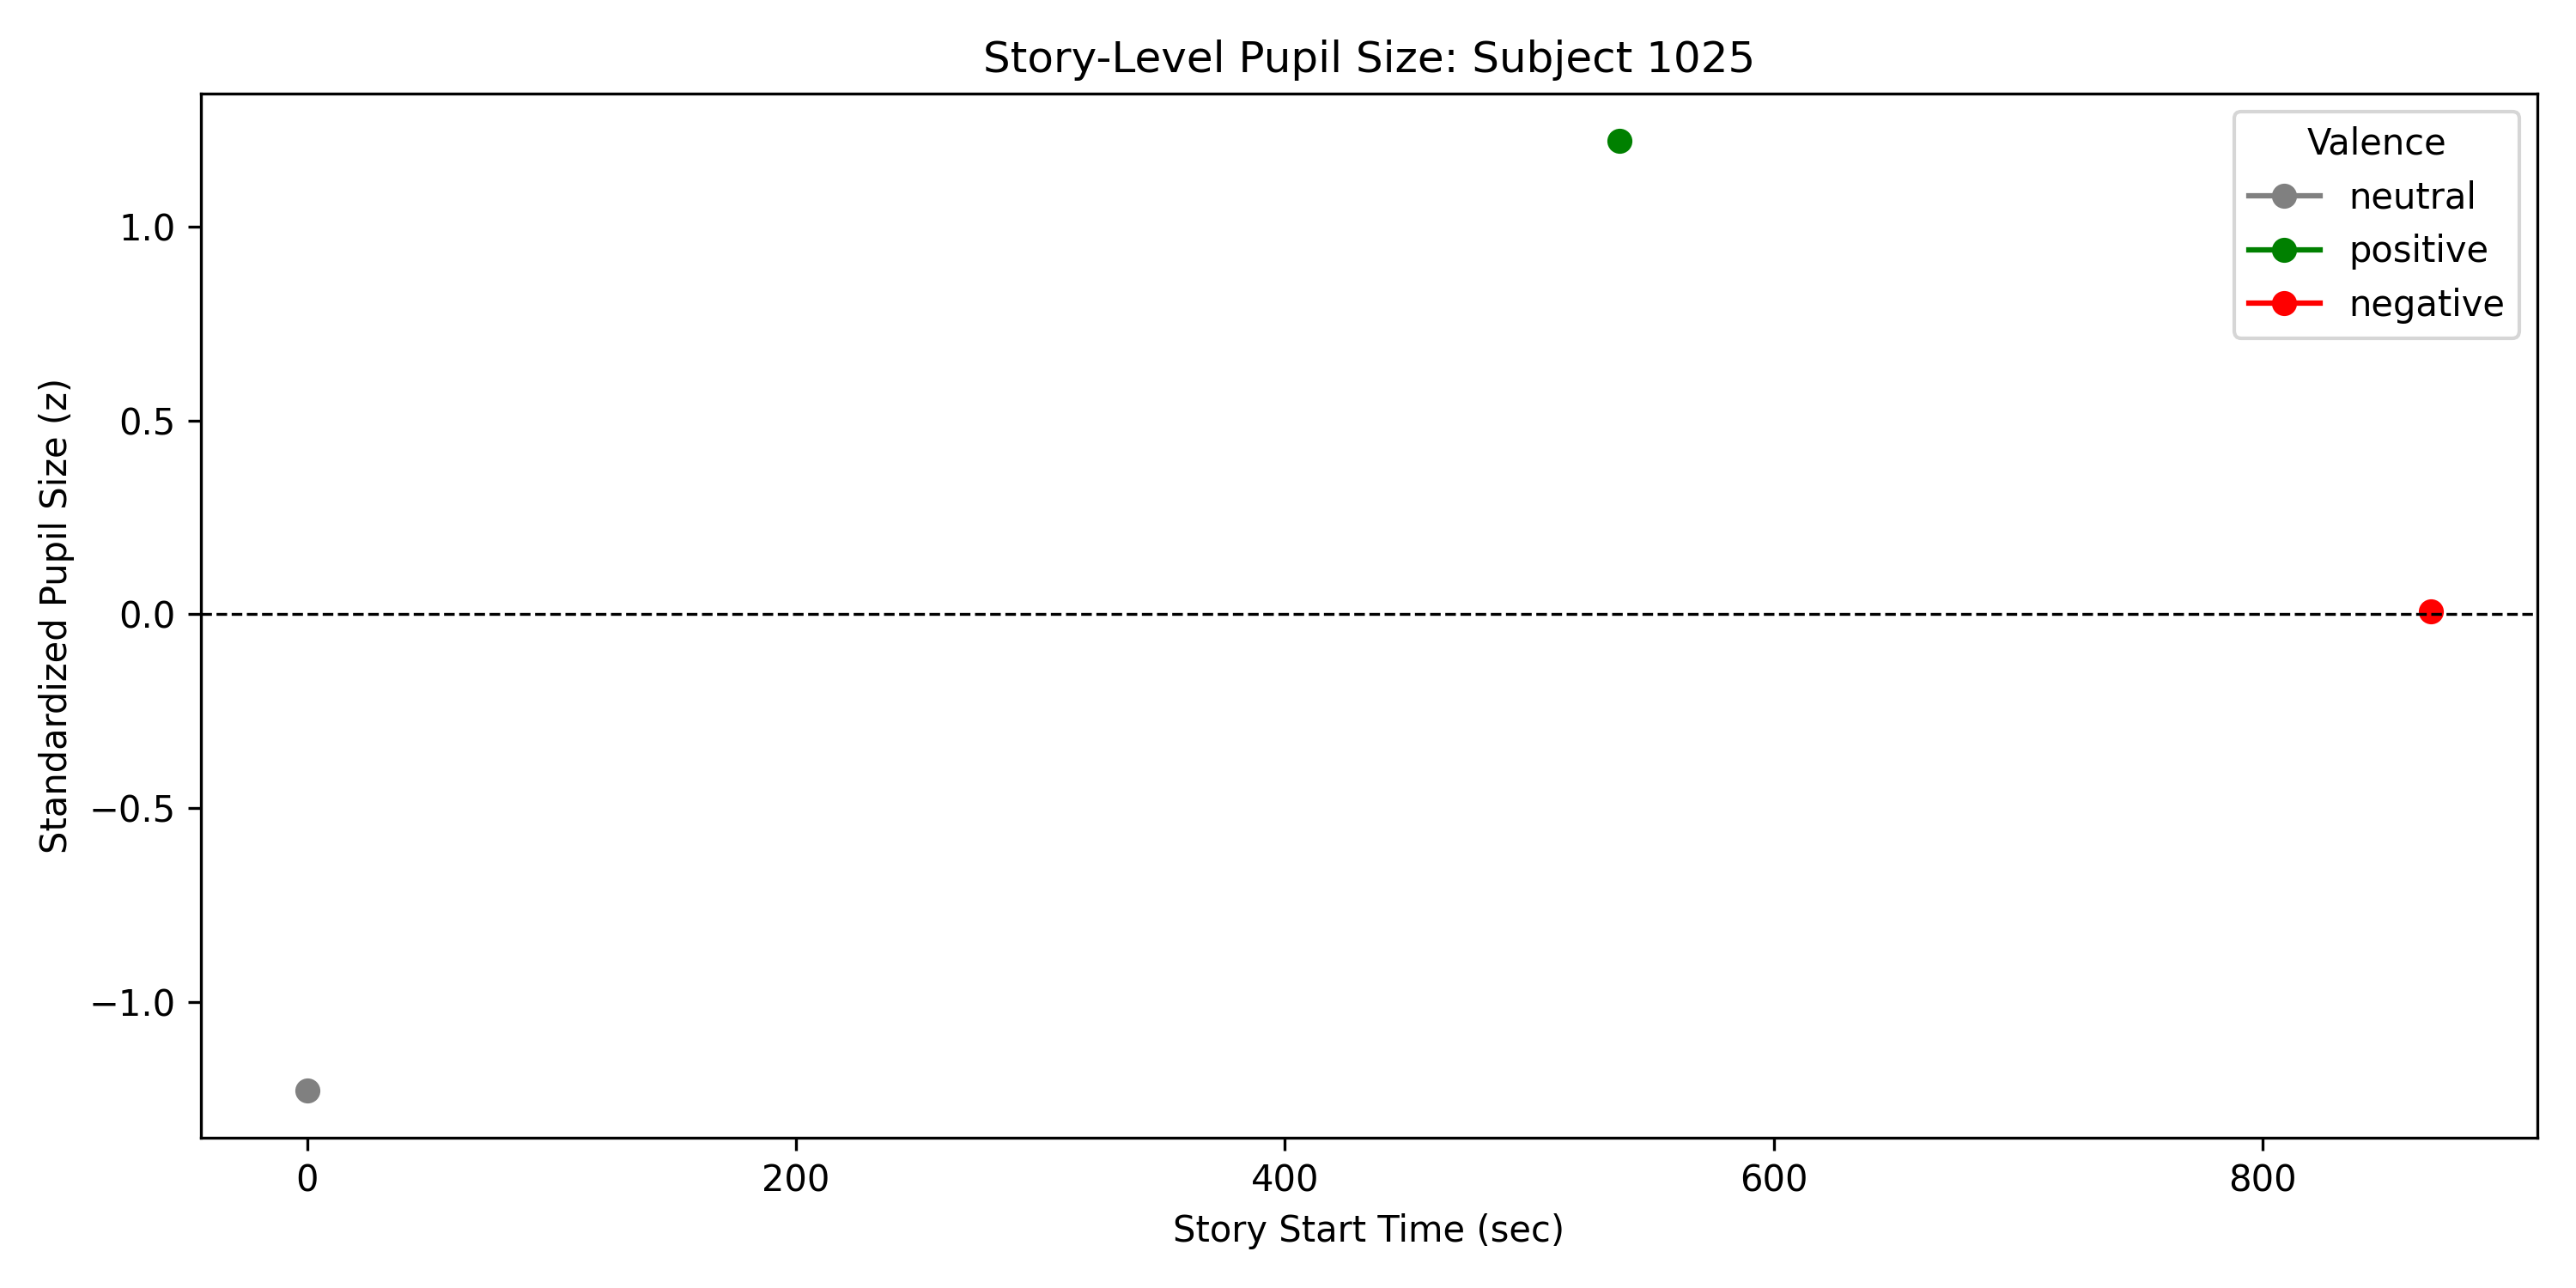 Story-Level Pupil Size: Subject 1025
Valence
neutral
positive
negative
Standardized Pupil Size (z)
1.0
0.5
0.0
−0.5
−1.0
0 200 400 600 800
Story Start Time (sec)